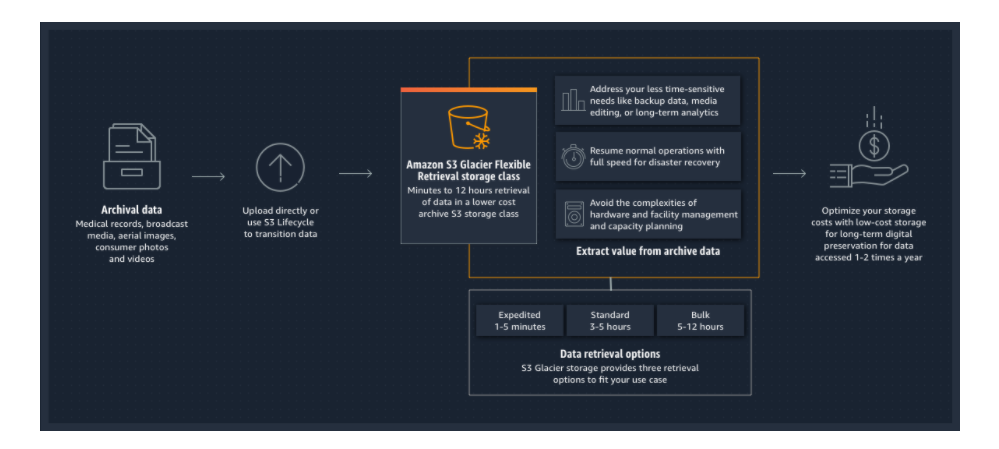 Archival data
Medical records, broadcast
media, aerial images,
consumer photos
and videos
Upload directly or
use S3 Lifecycle
to transition data
Amazon S3 Glacier Flexible
Retrieval storage class
Minutes to 12 hours retrieval
of data in a lower cost
archive S3 storage class
Address your less time-sensitive
needs like backup data, media
editing, or long-term analytics
Resume normal operations with
full speed for disaster recovery
Avoid the complexities of
hardware and facility management
and capacity planning
Extract value from archive data
Expedited
1-5 minutes
Standard
3-5 hours
Bulk
5-12 hours
Data retrieval options
S3 Glacier storage provides three retrieval
options to fit your use case
$
Optimize your storage
costs with low-cost storage
for long-term digital
preservation for data
accessed 1-2 times a year